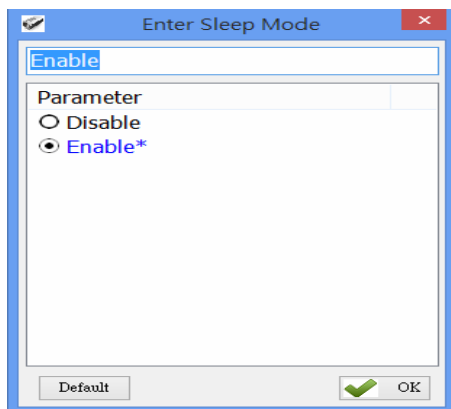 Enter Sleep Mode
Enable
Parameter
Disable
Enable*
Default
OK